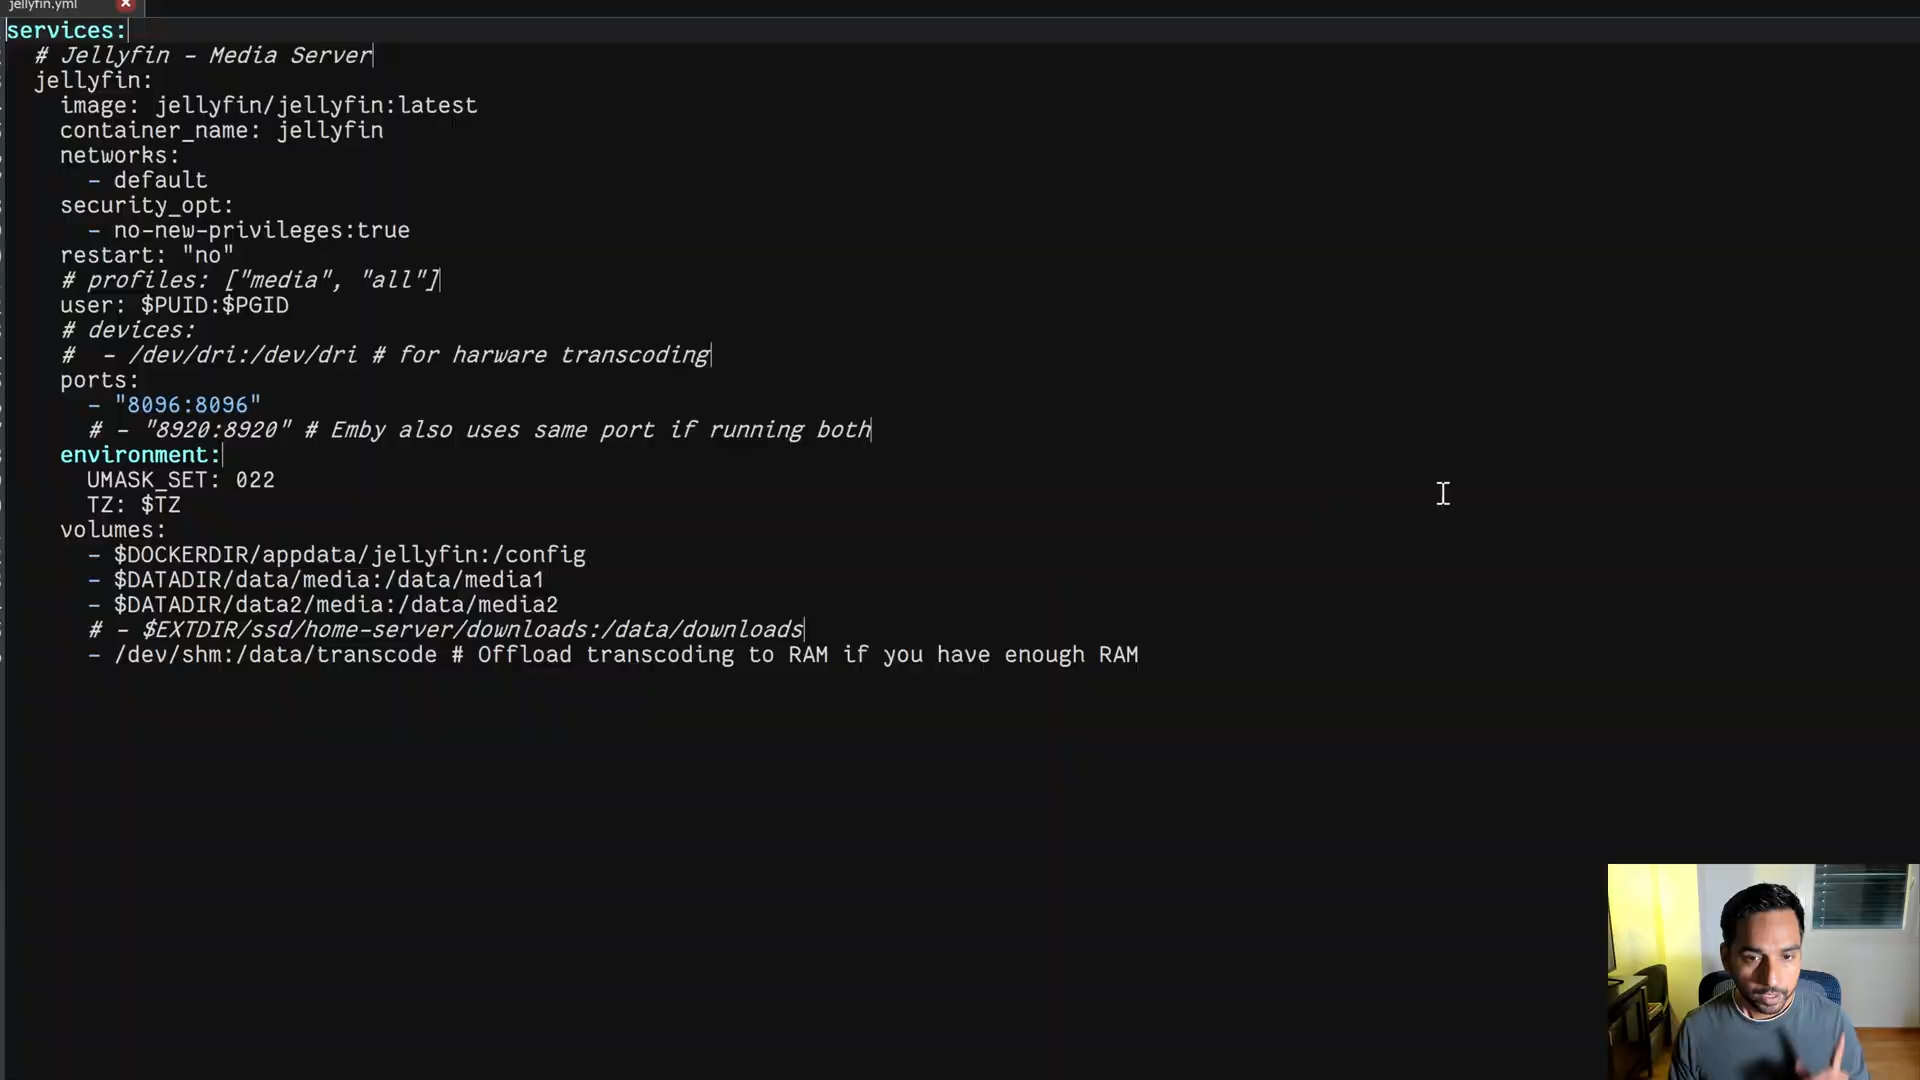 jellyfin.yml
services:
# Jellyfin - Media Server
jellyfin:
image: jellyfin/jellyfin:latest
container_name: jellyfin
networks:
- default
security_opt:
- no-new-privileges:true
restart: "no"
# profiles: ["media", "all"]
user: $PUID:$PGID
# devices:
#  - /dev/dri:/dev/dri # for harware transcoding
ports:
- "8096:8096"
# - "8920:8920" # Emby also uses same port if running both
environment:
UMASK_SET: 022
TZ: $TZ
volumes:
- $DOCKERDIR/appdata/jellyfin:/config
- $DATADIR/data/media:/data/media1
- $DATADIR/data2/media:/data/media2
# - $EXTDIR/ssd/home-server/downloads:/data/downloads
- /dev/shm:/data/transcode # Offload transcoding to RAM if you have enough RAM